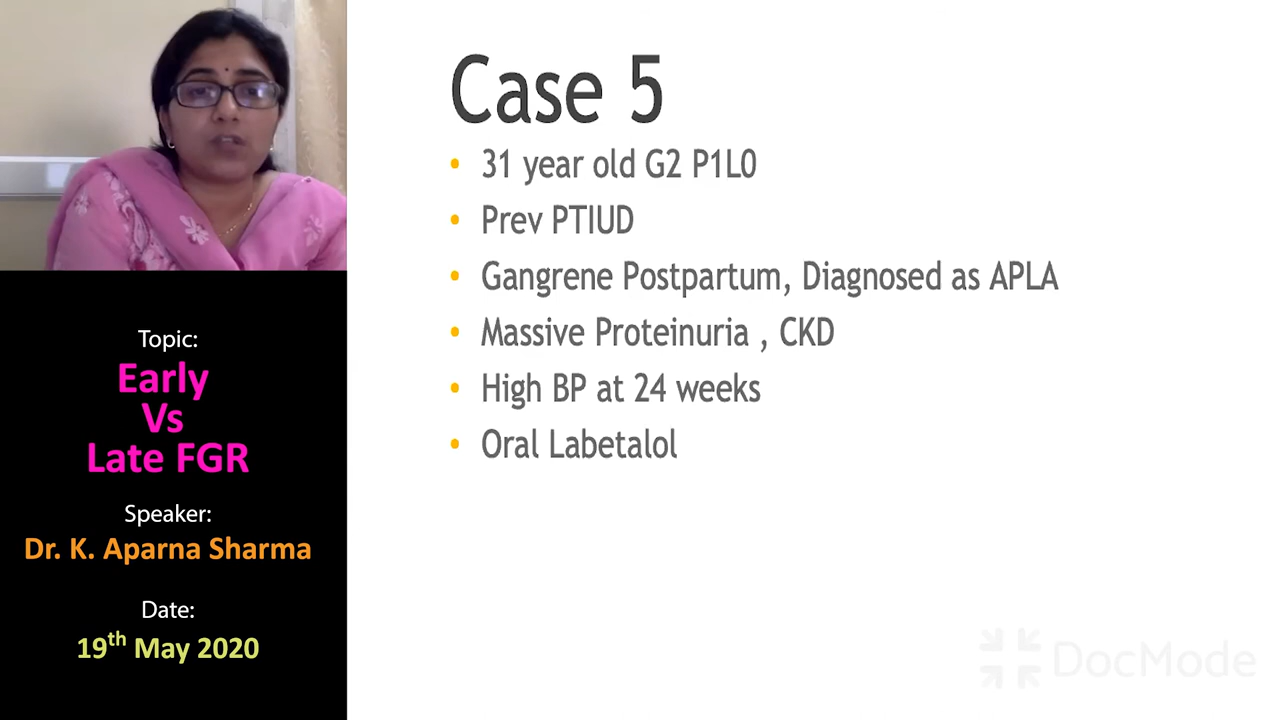 Topic:
Early
Vs
Late FGR
Speaker:
Dr. K. Aparna Sharma
Date:
19th May 2020
Case 5
• 31 year old G2 P1L0
• Prev PTIUD
• Gangrene Postpartum, Diagnosed as APLA
• Massive Proteinuria , CKD
• High BP at 24 weeks
• Oral Labetalol
DocMode